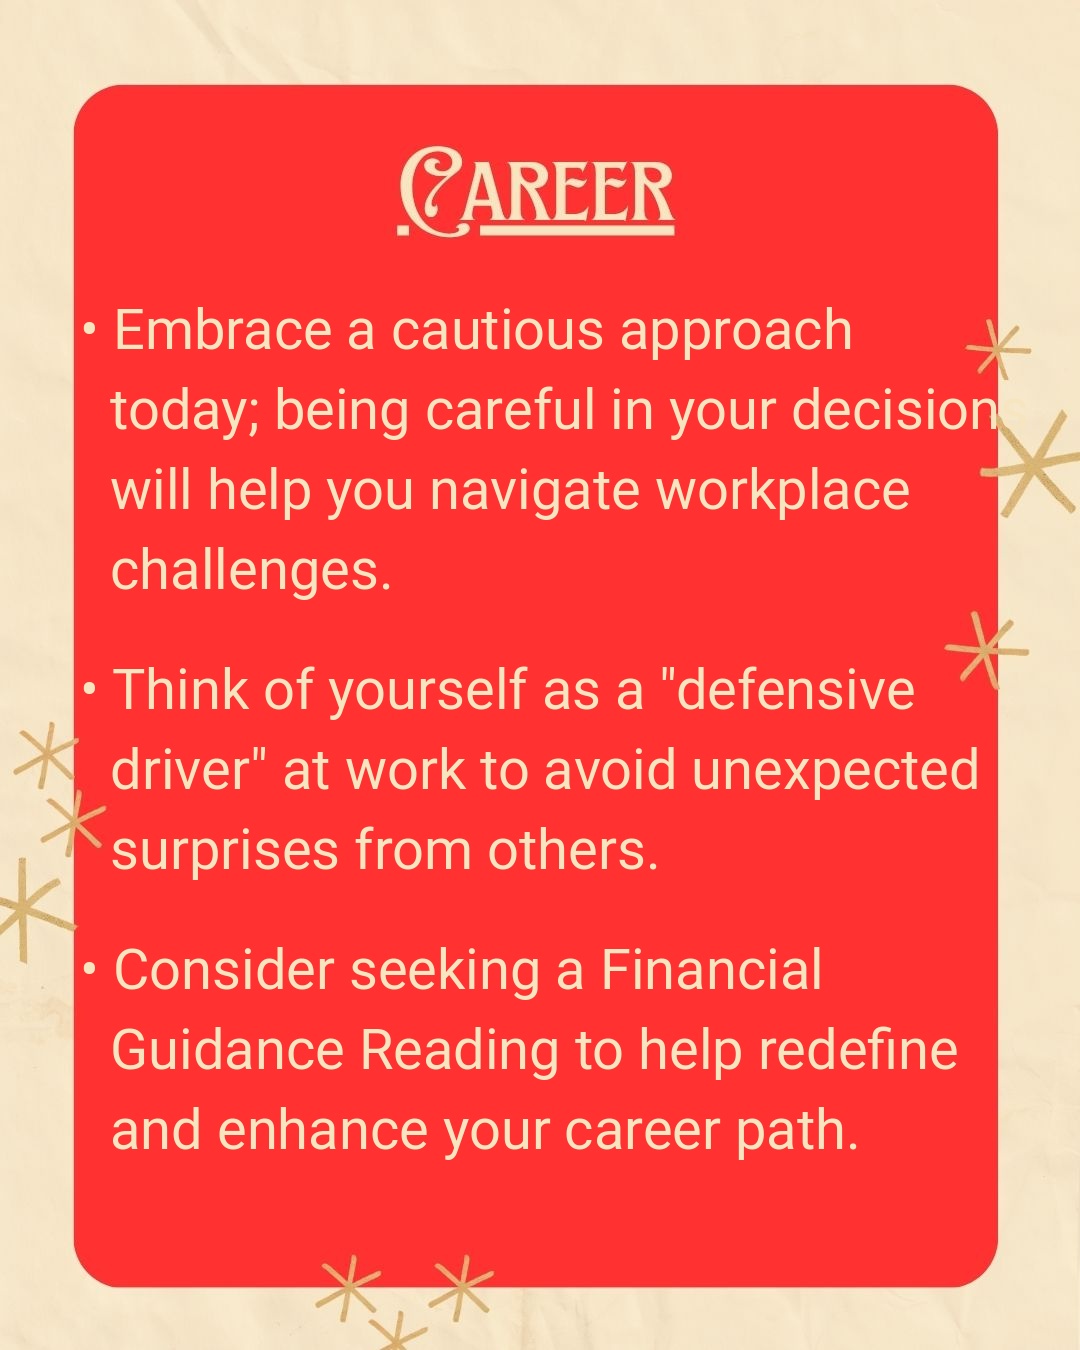 Career
• Embrace a cautious approach
today; being careful in your decisions
will help you navigate workplace
challenges.
• Think of yourself as a "defensive
driver" at work to avoid unexpected
surprises from others.
• Consider seeking a Financial
Guidance Reading to help redefine
and enhance your career path.